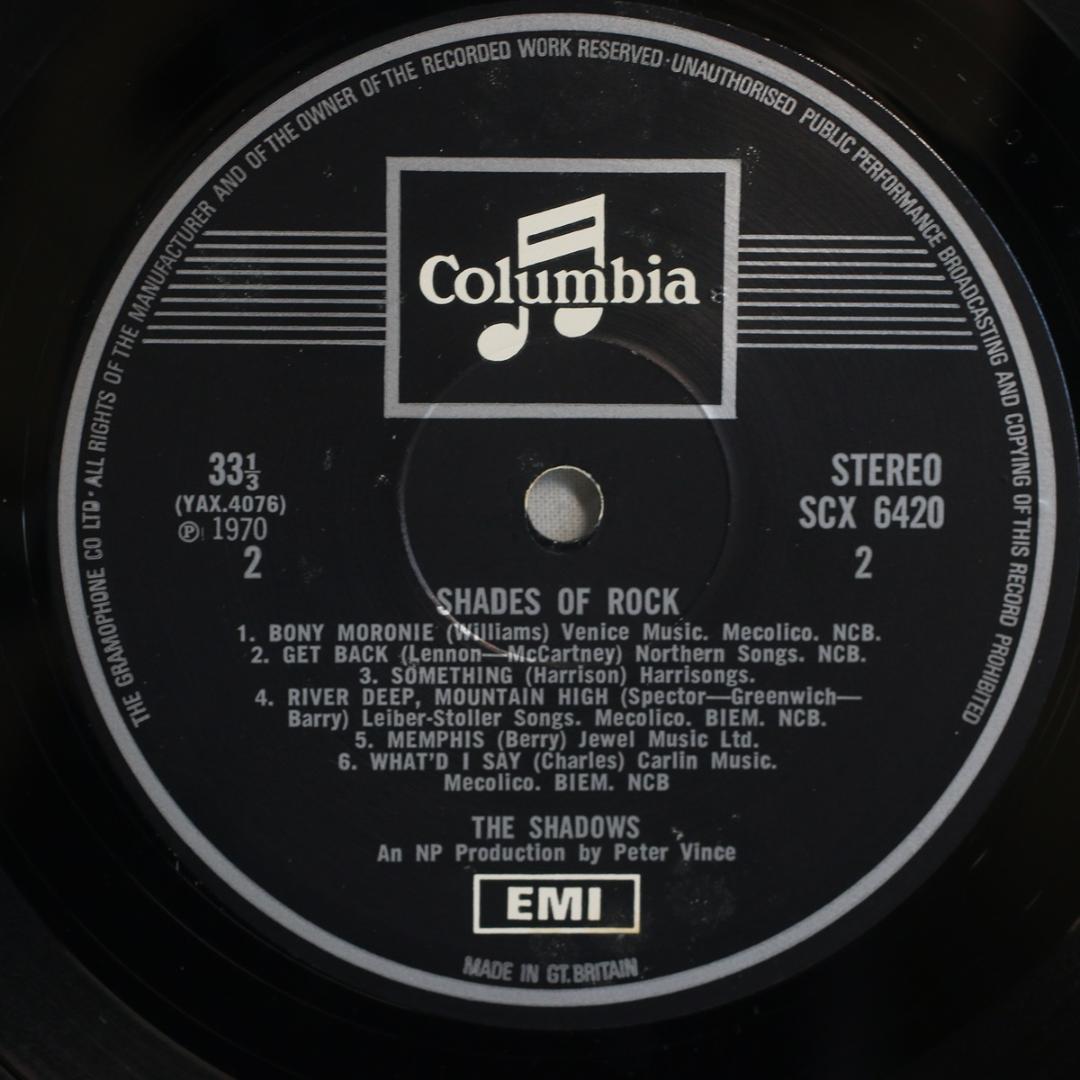 THE GRAMOPHONE CO LTD · ALL RIGHTS OF THE MANUFACTURER AND OF THE OWNER OF THE RECORDED WORK RESERVED · UNAUTHORISED PUBLIC PERFORMANCE BROADCASTING AND COPYING OF THIS RECORD PROHIBITED
Columbia
33⅓
(YAX.4076)
℗ 1970
2
STEREO
SCX 6420
2
SHADES OF ROCK
1. BONY MORONIE (Williams) Venice Music. Mecolico. NCB.
2. GET BACK (Lennon—McCartney) Northern Songs. NCB.
3. SOMETHING (Harrison) Harrisongs.
4. RIVER DEEP, MOUNTAIN HIGH (Spector—Greenwich—
Barry) Leiber-Stoller Songs. Mecolico. BIEM. NCB.
5. MEMPHIS (Berry) Jewel Music Ltd.
6. WHAT'D I SAY (Charles) Carlin Music.
Mecolico. BIEM. NCB
THE SHADOWS
An NP Production by Peter Vince
EMI
MADE IN GT. BRITAIN